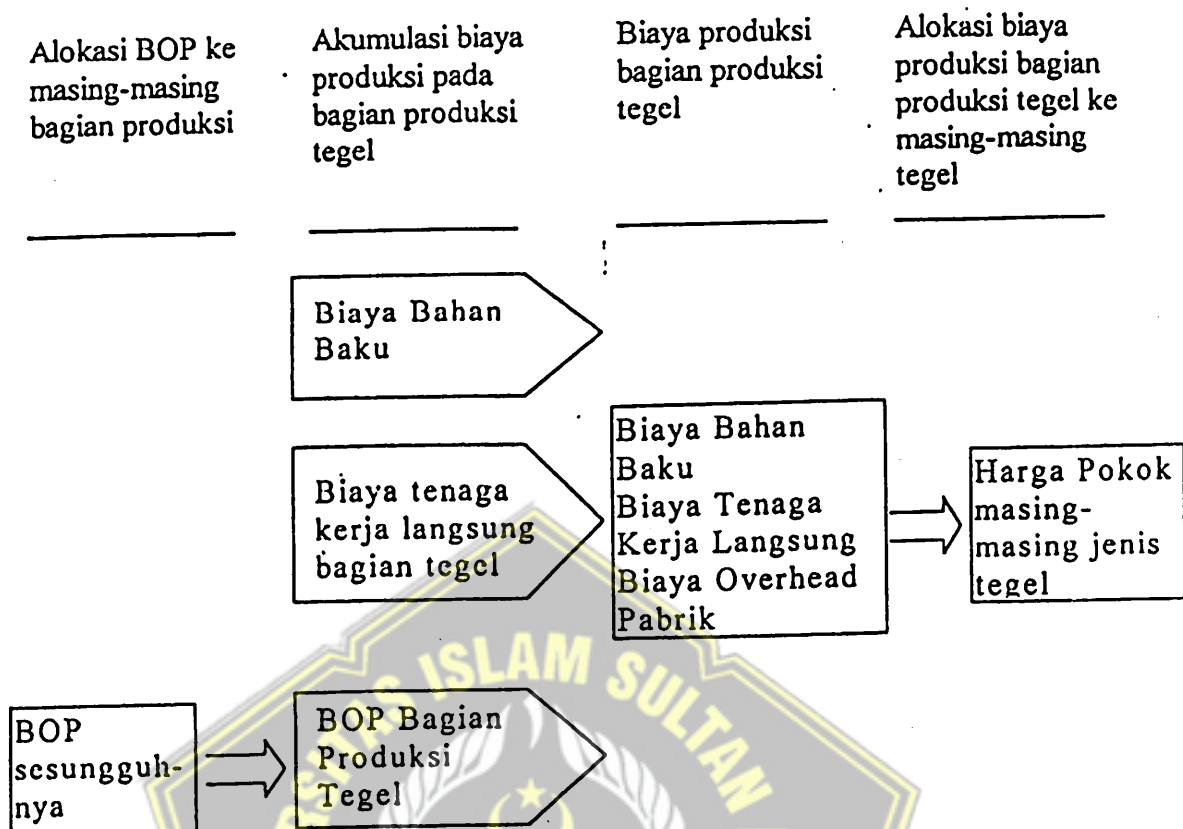 Alokasi BOP ke
masing-masing
bagian produksi
Akumulasi biaya
produksi pada
bagian produksi
tegel
Biaya produksi
bagian produksi
tegel
Alokasi biaya
produksi bagian
produksi tegel ke
masing-masing
tegel
Biaya Bahan
Baku
Biaya tenaga
kerja langsung
bagian tegel
Biaya Bahan
Baku
Biaya Tenaga
Kerja Langsung
Biaya Overhead
Pabrik
Harga Pokok
masing-
masing jenis
tegel
BOP
sesungguh-
nya
BOP Bagian
Produksi
Tegel
ISLAM SULTAN